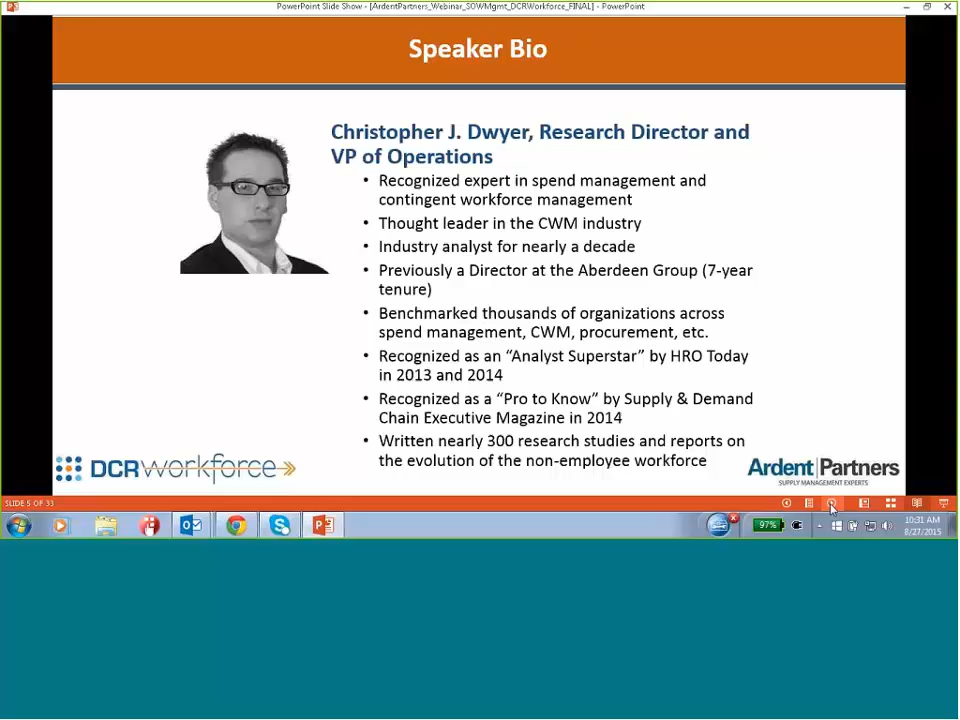 PowerPoint Slide Show - [ArdentPartners_Webinar_SOWMgmt_DCRWorkforce_FINAL] - PowerPoint
Speaker Bio
Christopher J. Dwyer, Research Director and
VP of Operations
• Recognized expert in spend management and
contingent workforce management
• Thought leader in the CWM industry
• Industry analyst for nearly a decade
• Previously a Director at the Aberdeen Group (7-year
tenure)
• Benchmarked thousands of organizations across
spend management, CWM, procurement, etc.
• Recognized as an “Analyst Superstar” by HRO Today
in 2013 and 2014
• Recognized as a “Pro to Know” by Supply & Demand
Chain Executive Magazine in 2014
• Written nearly 300 research studies and reports on
the evolution of the non-employee workforce
DCRworkforce
Ardent|Partners
SUPPLY MANAGEMENT EXPERTS
SLIDE 5 OF 33
97%
10:31 AM
8/27/2015